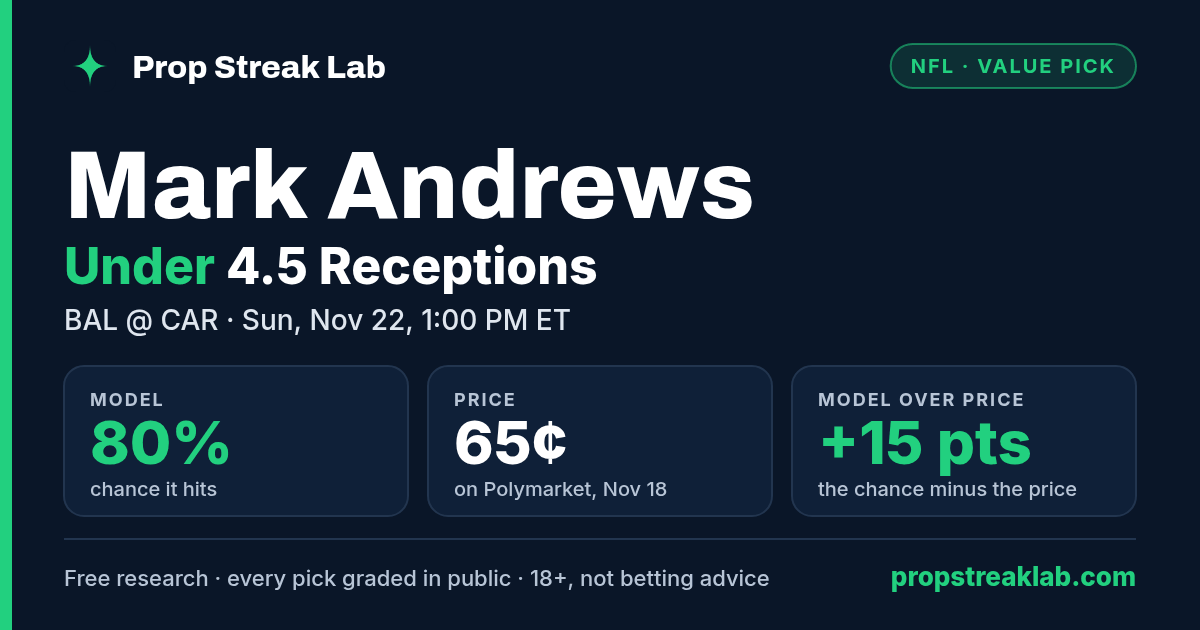 Prop Streak Lab
NFL · VALUE PICK
Mark Andrews
Under 4.5 Receptions
BAL @ CAR · Sun, Nov 22, 1:00 PM ET
MODEL
80%
chance it hits
PRICE
65¢
on Polymarket, Nov 18
MODEL OVER PRICE
+15 pts
the chance minus the price
Free research · every pick graded in public · 18+, not betting advice
propstreaklab.com